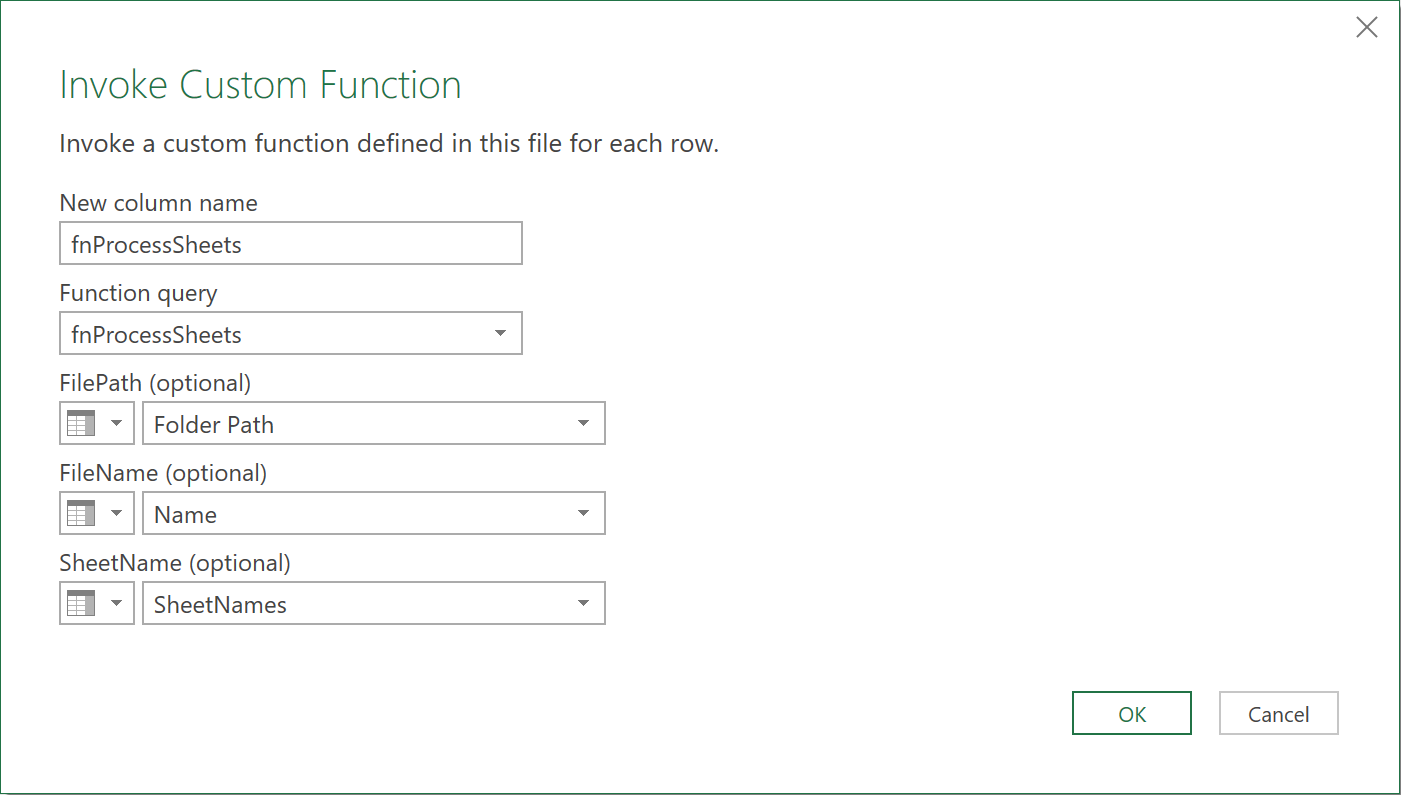 Invoke Custom Function
Invoke a custom function defined in this file for each row.
New column name
fnProcessSheets
Function query
fnProcessSheets
FilePath (optional)
Folder Path
FileName (optional)
Name
SheetName (optional)
SheetNames
OK Cancel